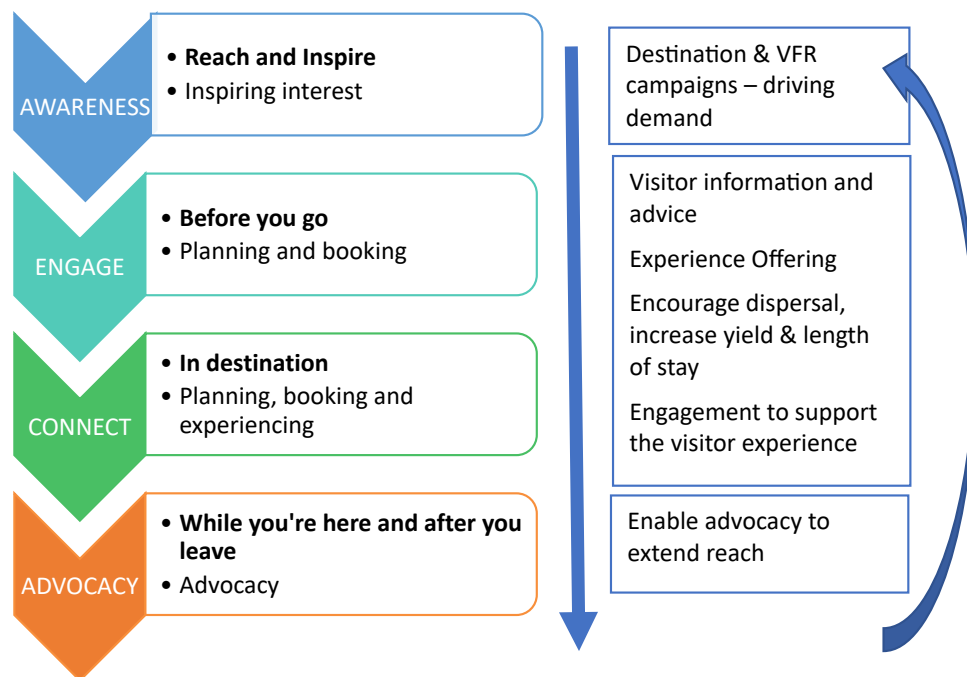 AWARENESS
• Reach and Inspire
• Inspiring interest
ENGAGE
• Before you go
• Planning and booking
CONNECT
• In destination
• Planning, booking and
experiencing
ADVOCACY
• While you're here and after you
leave
• Advocacy
Destination & VFR
campaigns – driving
demand
Visitor information and
advice
Experience Offering
Encourage dispersal,
increase yield & length
of stay
Engagement to support
the visitor experience
Enable advocacy to
extend reach